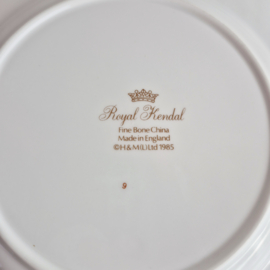 Royal Kendal
Fine Bone China
Made in England
©H&M(L)Ltd 1985
9